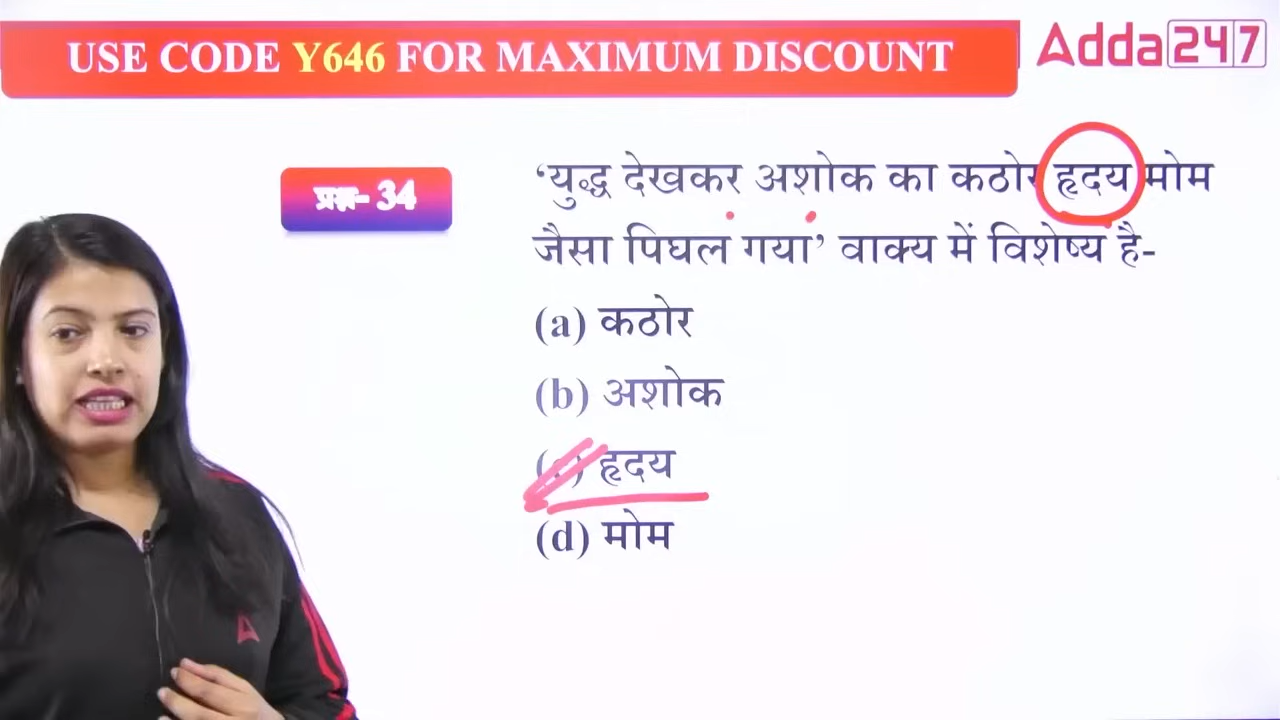 USE CODE Y646 FOR MAXIMUM DISCOUNT
Adda247
प्रश्न- 34
‘युद्ध देखकर अशोक का कठोर हृदय मोम
जैसा पिघल गया’ वाक्य में विशेष्य है-
(a) कठोर
(b) अशोक
(c) हृदय
(d) मोम